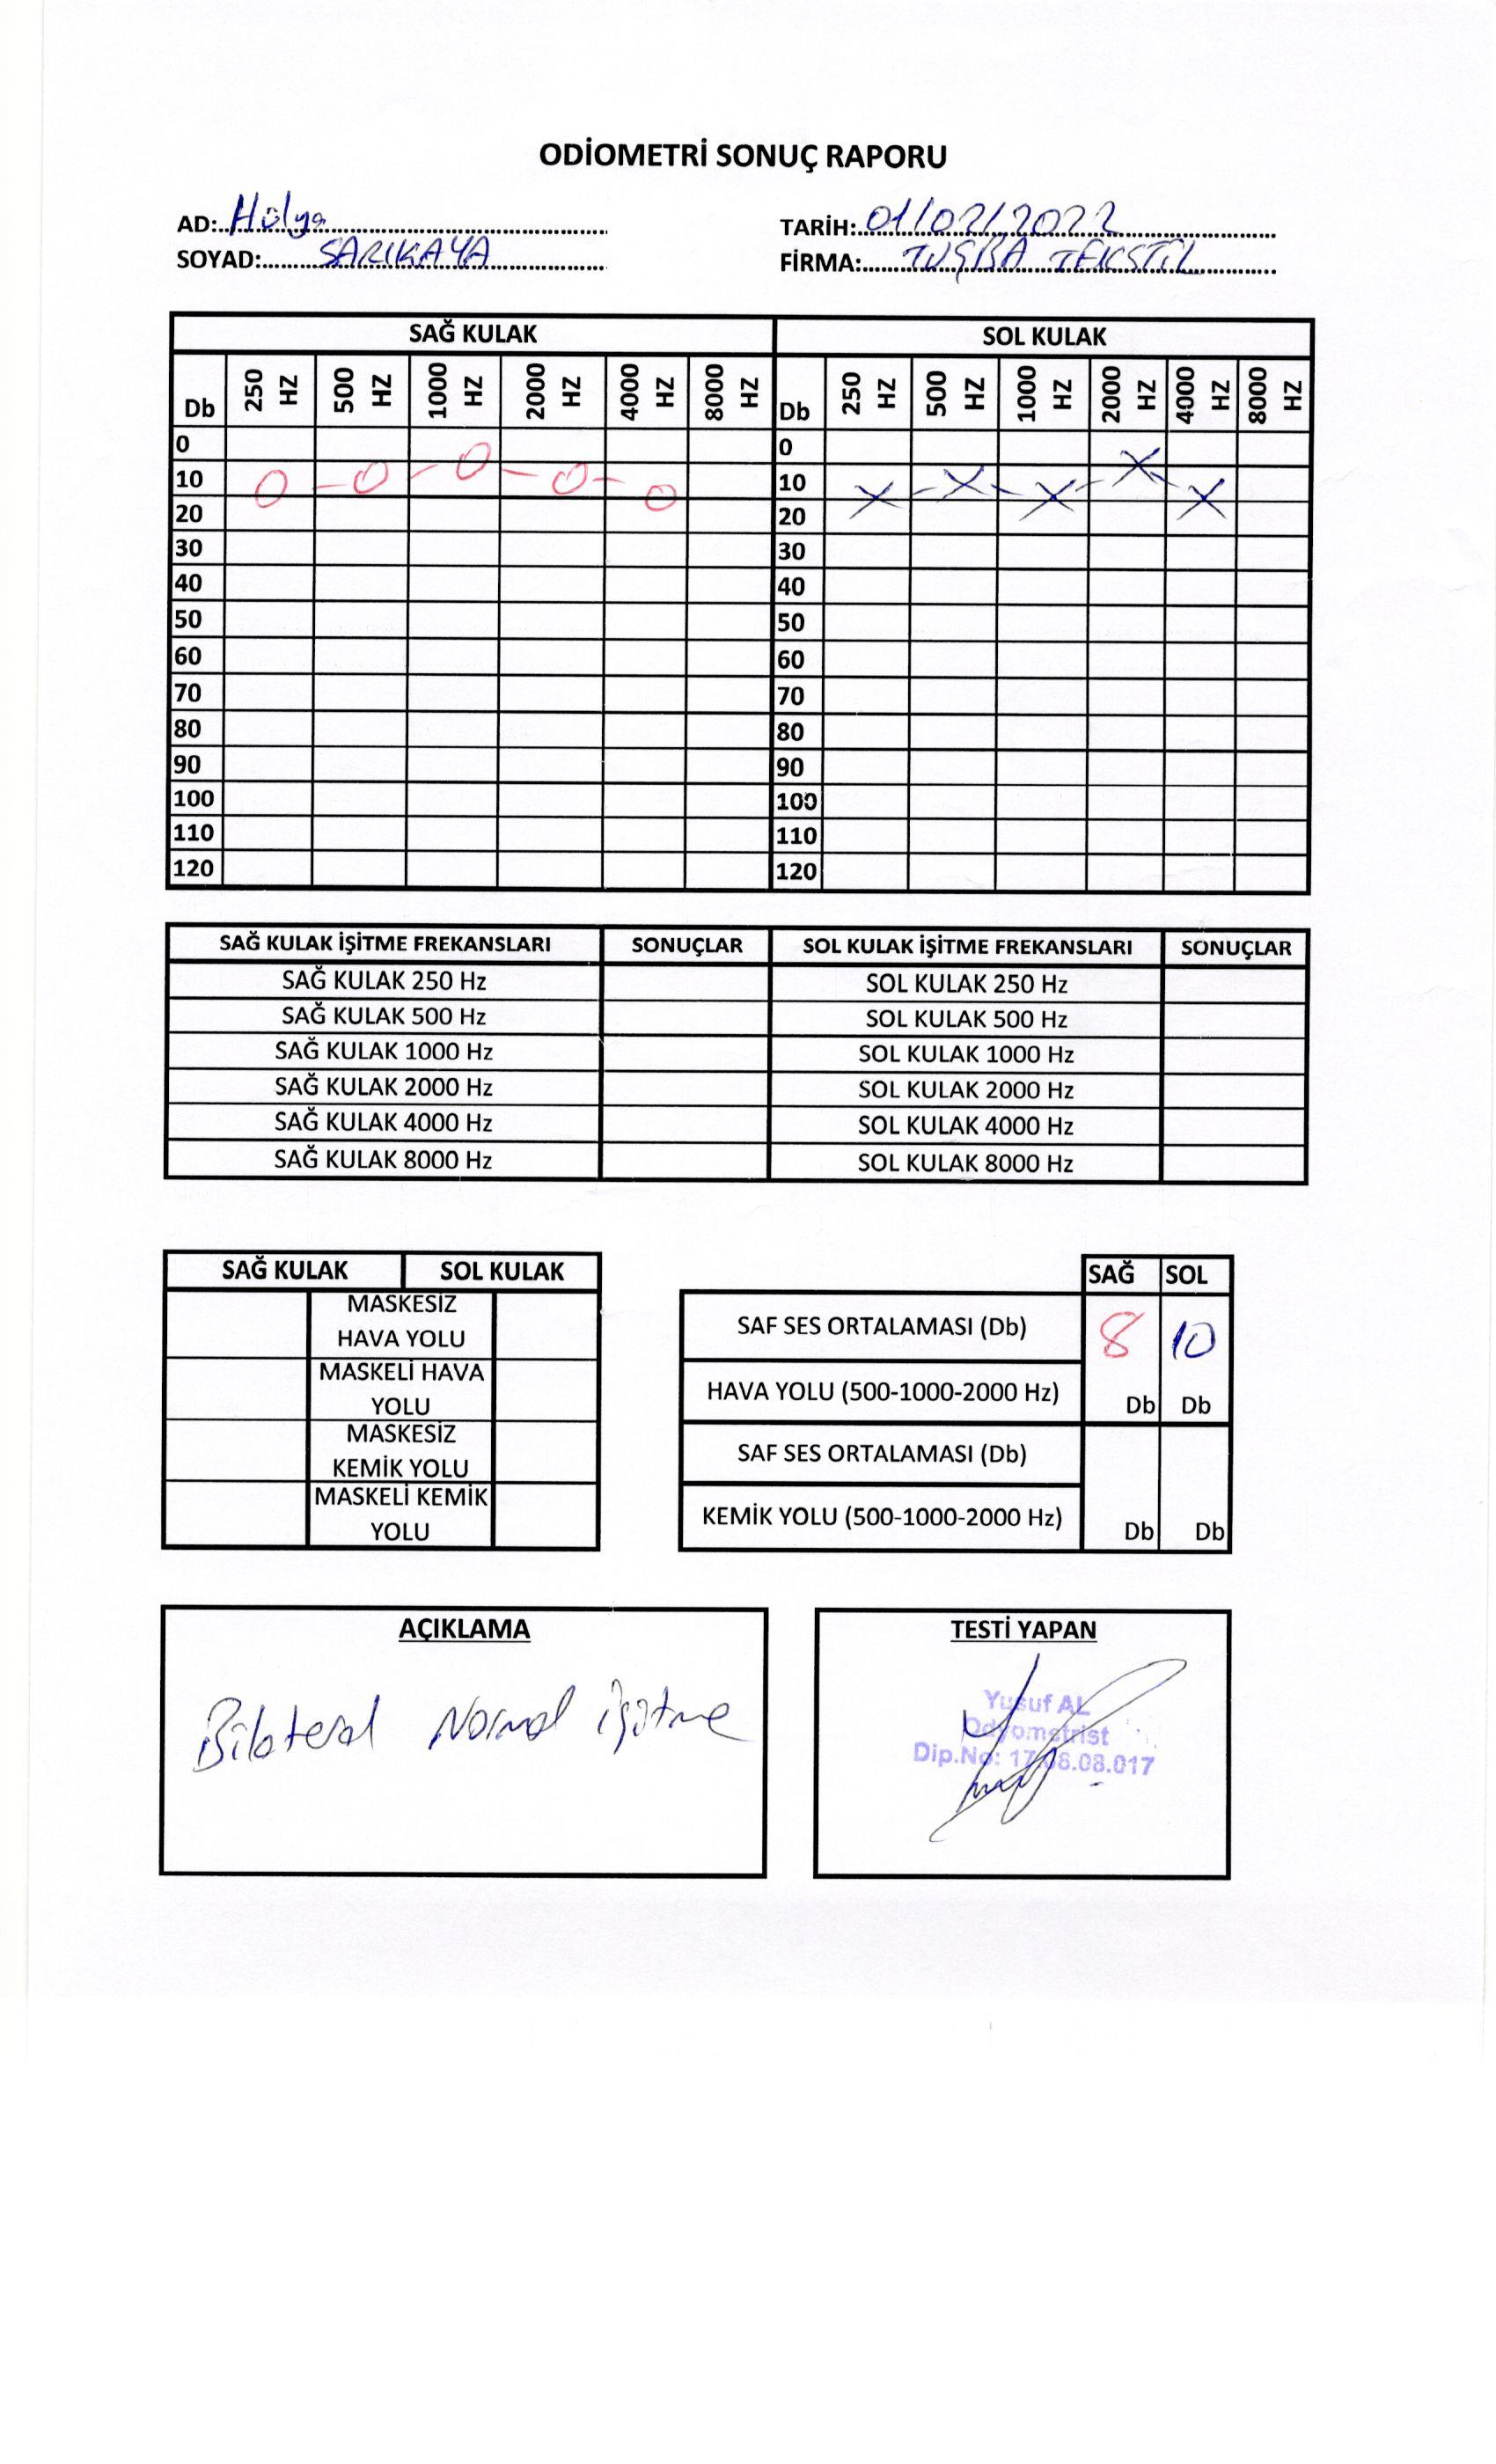 ODİOMETRİ SONUÇ RAPORU
AD: Hülya TARİH: 01/02/2022
SOYAD: SARIKAYA FİRMA: TUŞBA TEKSTİL
SAĞ KULAK SOL KULAK
Db 250 HZ 500 HZ 1000 HZ 2000 HZ 4000 HZ 8000 HZ Db 250 HZ 500 HZ 1000 HZ 2000 HZ 4000 HZ 8000 HZ
0 0
10 10
20 20
30 30
40 40
50 50
60 60
70 70
80 80
90 90
100 100
110 110
120 120
SAĞ KULAK İŞİTME FREKANSLARI SONUÇLAR SOL KULAK İŞİTME FREKANSLARI SONUÇLAR
SAĞ KULAK 250 Hz SOL KULAK 250 Hz
SAĞ KULAK 500 Hz SOL KULAK 500 Hz
SAĞ KULAK 1000 Hz SOL KULAK 1000 Hz
SAĞ KULAK 2000 Hz SOL KULAK 2000 Hz
SAĞ KULAK 4000 Hz SOL KULAK 4000 Hz
SAĞ KULAK 8000 Hz SOL KULAK 8000 Hz
SAĞ KULAK SOL KULAK
MASKESİZ
HAVA YOLU
MASKELİ HAVA
YOLU
MASKESİZ
KEMİK YOLU
MASKELİ KEMİK
YOLU
SAĞ SOL
SAF SES ORTALAMASI (Db) 8 10
HAVA YOLU (500-1000-2000 Hz) Db Db
SAF SES ORTALAMASI (Db)
KEMİK YOLU (500-1000-2000 Hz) Db Db
AÇIKLAMA
Bilateral Normal işitme
TESTİ YAPAN
Yusuf AL
Odyometrist
Dip.No: 17.08.08.017